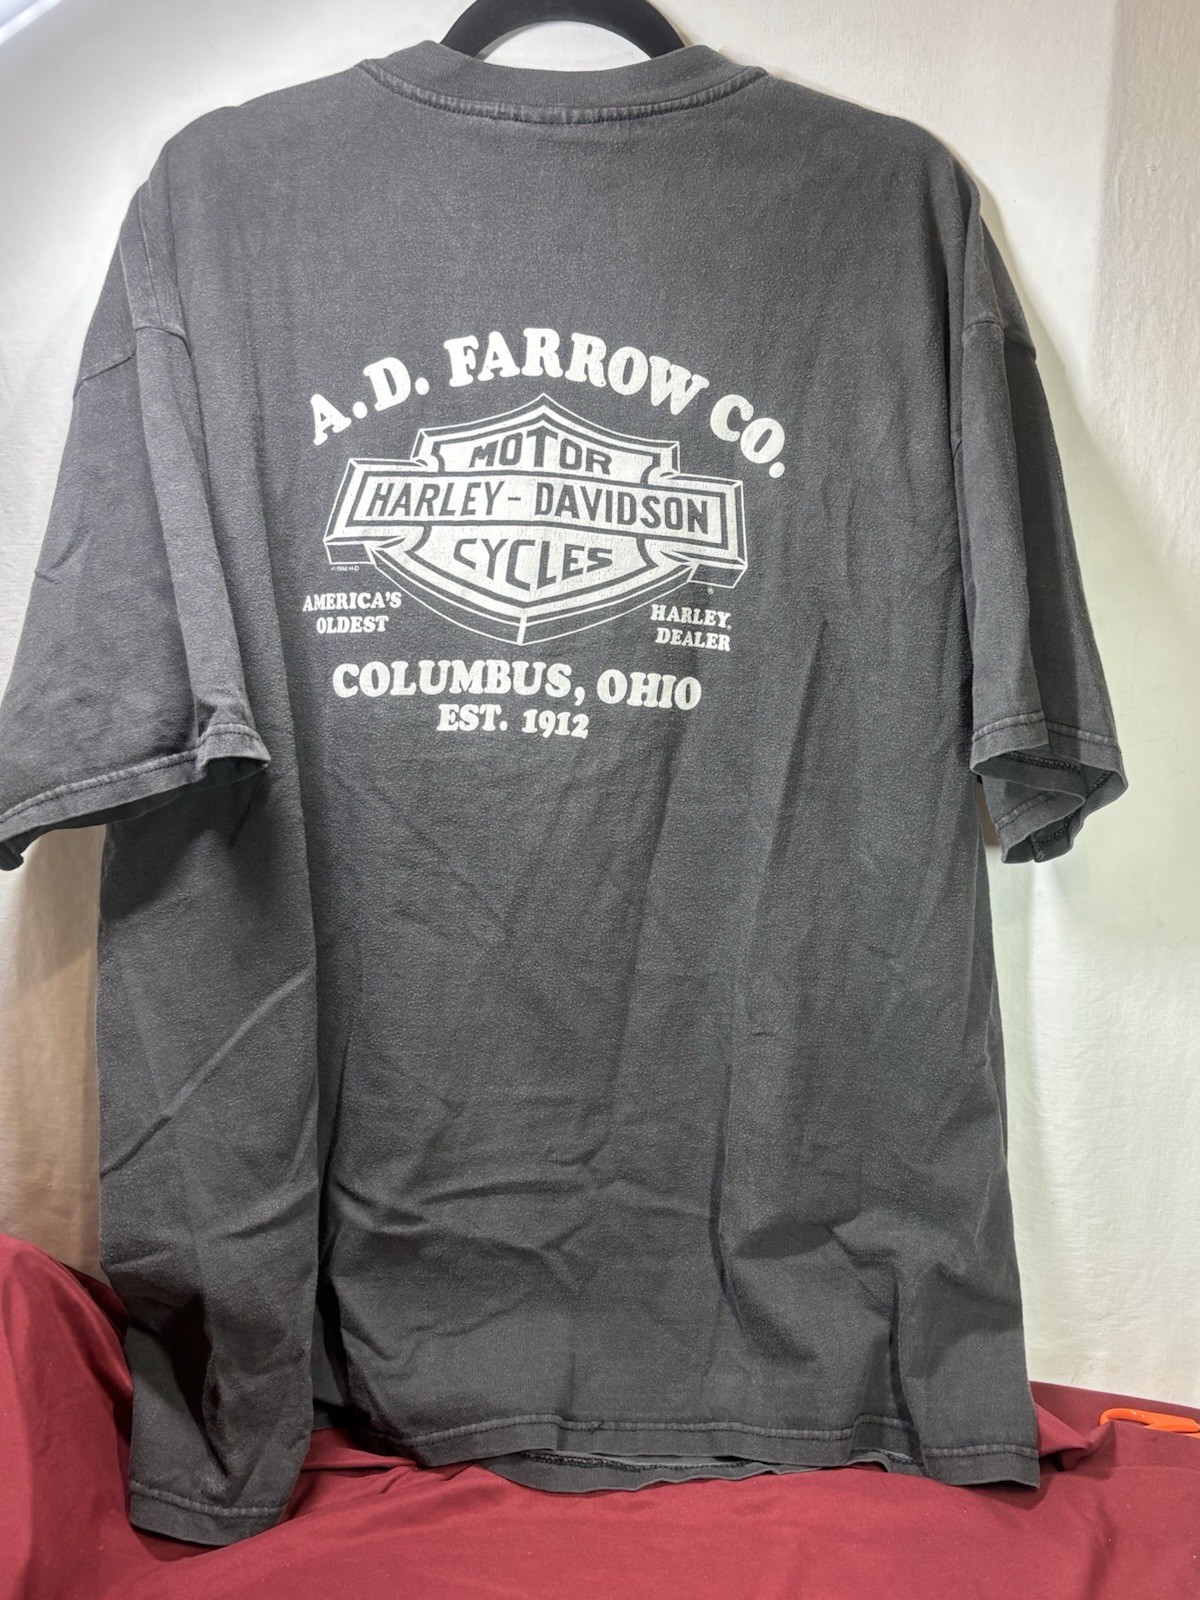 A.D. FARROW CO.
MOTOR
HARLEY-DAVIDSON
CYCLES
AMERICA'S
OLDEST
HARLEY
DEALER
COLUMBUS, OHIO
EST. 1912